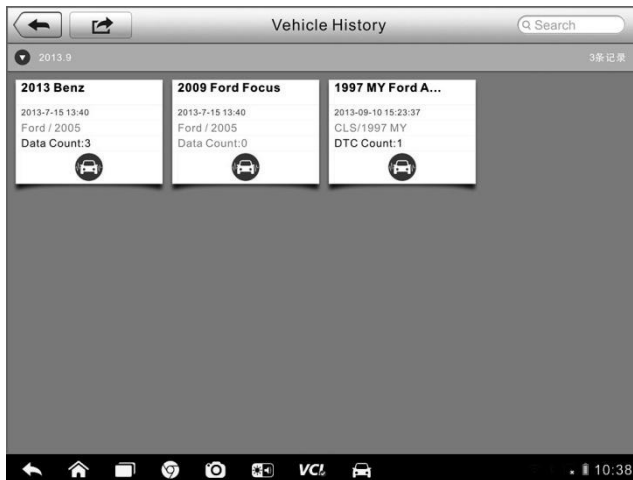 Vehicle History
Search
2013.9
3条记录
2013 Benz
2013-7-15 13:40
Ford / 2005
Data Count:3
2009 Ford Focus
2013-7-15 13:40
Ford / 2005
Data Count:0
1997 MY Ford A...
2013-09-10 15:23:37
CLS/1997 MY
DTC Count:1
VCI
10:38